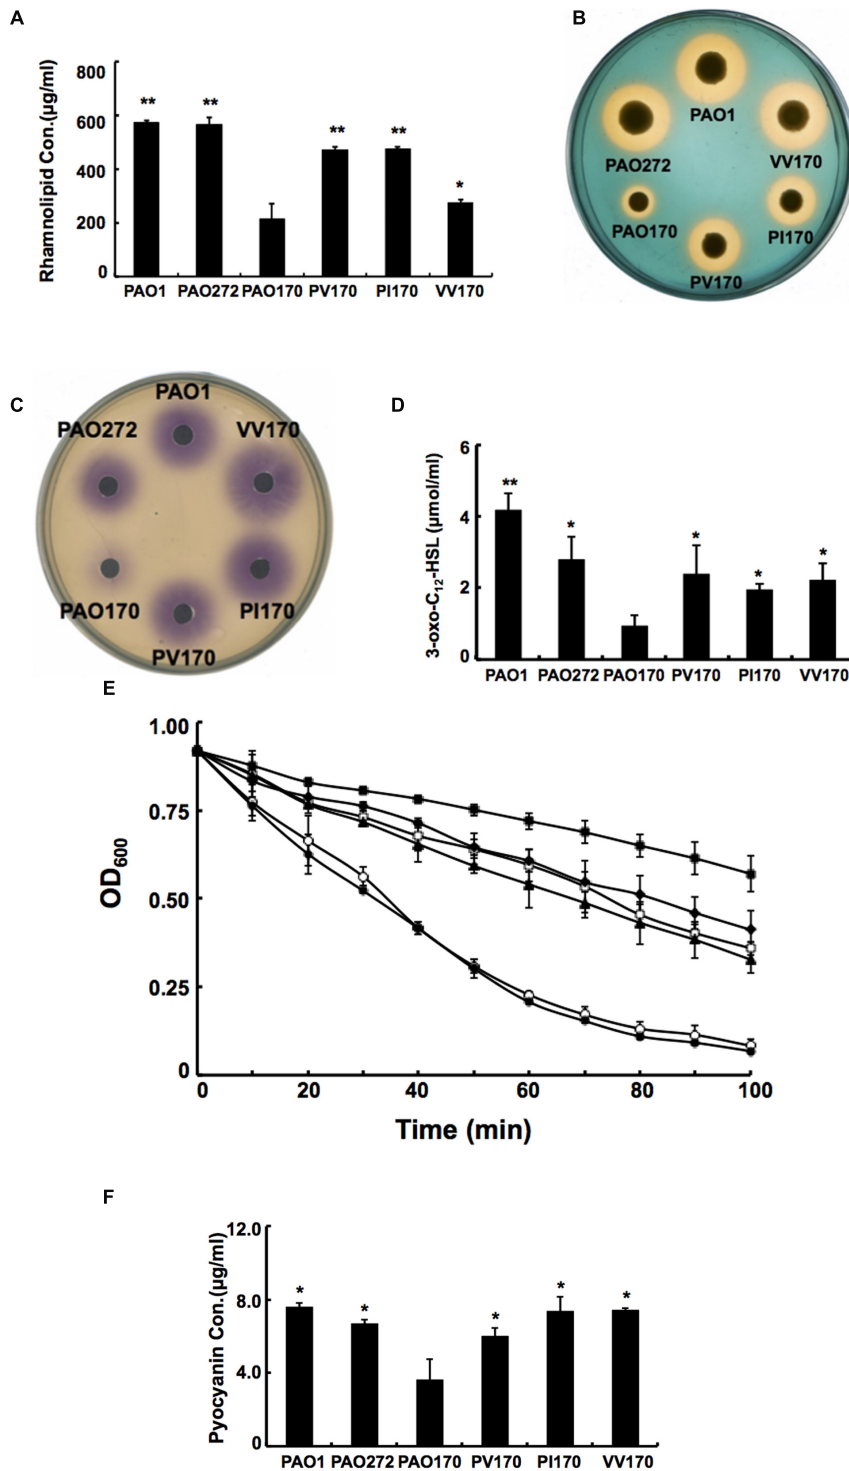 A
Rhamnolipid Con.(μg/ml)
800
600
400
200
0
** ** ** ** *
PAO1 PAO272 PAO170 PV170 PI170 VV170
B
PAO1
PAO272 VV170
PAO170 PI170
PV170
C
PAO1
PAO272 VV170
PAO170 PI170
PV170
D
3-oxo-C12-HSL (μmol/ml)
6
4
2
0
** * * * *
PAO1 PAO272 PAO170 PV170 PI170 VV170
E
OD600
1.00
0.75
0.50
0.25
0
0 20 40 60 80 100
Time (min)
F
Pyocyanin Con.(μg/ml)
12.0
8.0
4.0
0
* * * * *
PAO1 PAO272 PAO170 PV170 PI170 VV170